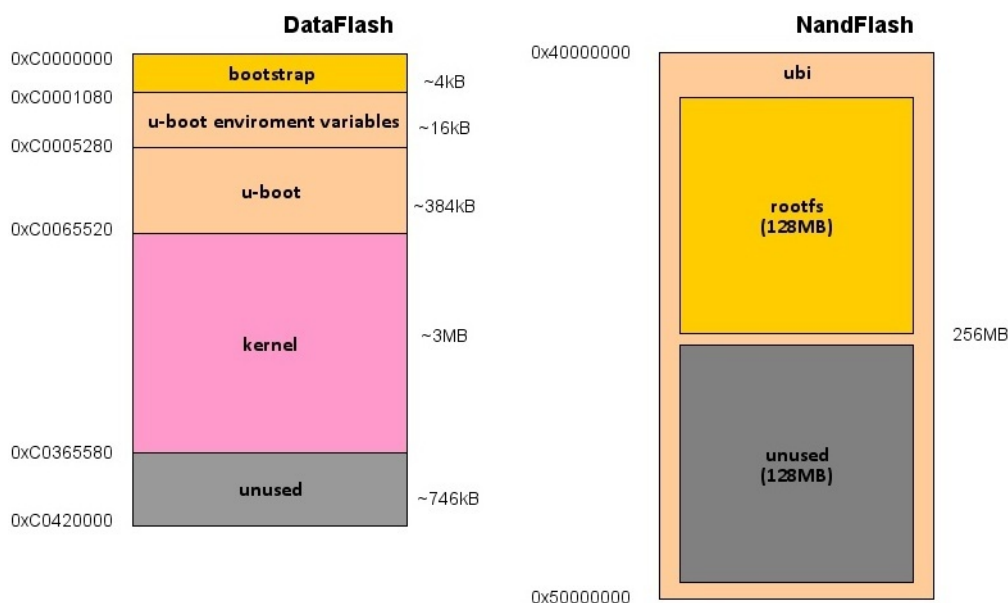 DataFlash
0xC0000000
bootstrap
~4kB
0xC0001080
u-boot enviroment variables
~16kB
0xC0005280
u-boot
~384kB
0xC0065520
kernel
~3MB
0xC0365580
unused
~746kB
0xC0420000
NandFlash
0x40000000
ubi
rootfs
(128MB)
256MB
unused
(128MB)
0x50000000